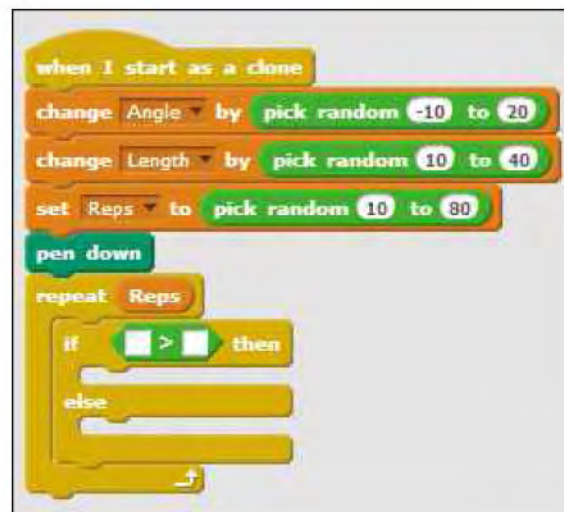 when I start as a clone
change Angle by pick random -10 to 20
change Length by pick random 10 to 40
set Reps to pick random 10 to 80
pen down
repeat Reps
if > then
else